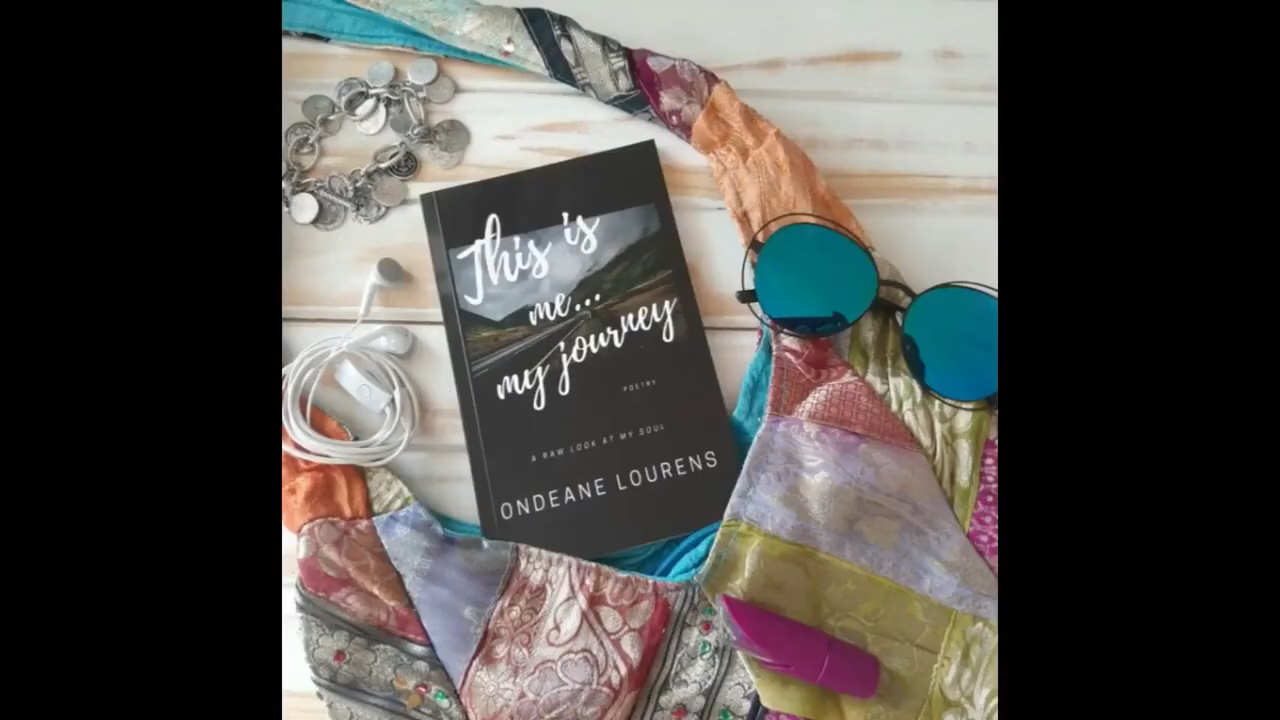 This is
me...
my journey
POETRY
A RAW LOOK AT MY SOUL
ONDEANE LOURENS